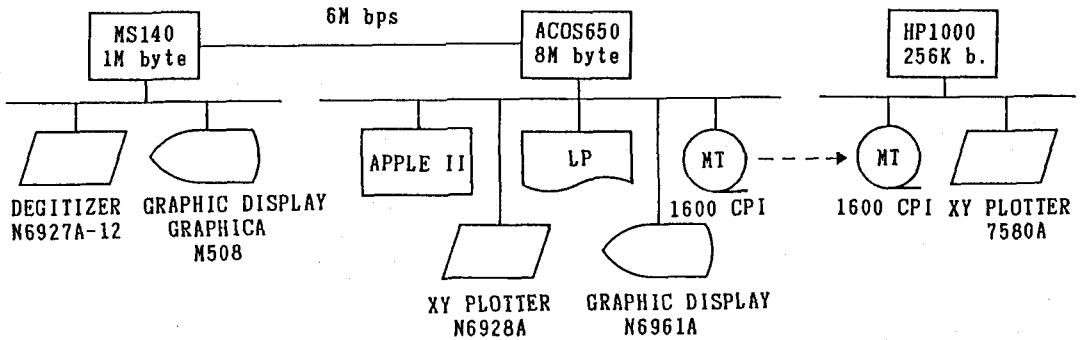 6M bps
MS140
1M byte
ACOS650
8M byte
HP1000
256K b.
APPLE II
LP
MT
MT
DEGITIZER
N6927A-12
GRAPHIC DISPLAY
GRAPHICA
M508
1600 CPI
1600 CPI
XY PLOTTER
7580A
XY PLOTTER
N6928A
GRAPHIC DISPLAY
N6961A